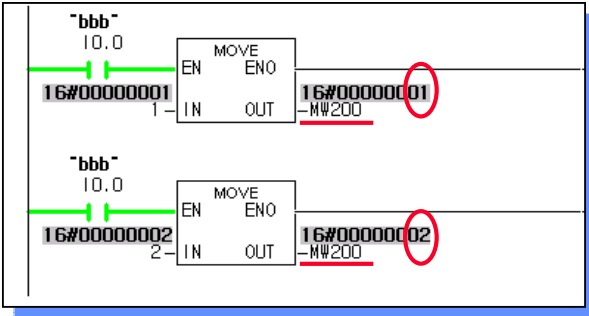 "bbb"
I0.0
MOVE
EN ENO
16#00000001 16#00000001
1 IN OUT MW200
"bbb"
I0.0
MOVE
EN ENO
16#00000002 16#00000002
2 IN OUT MW200